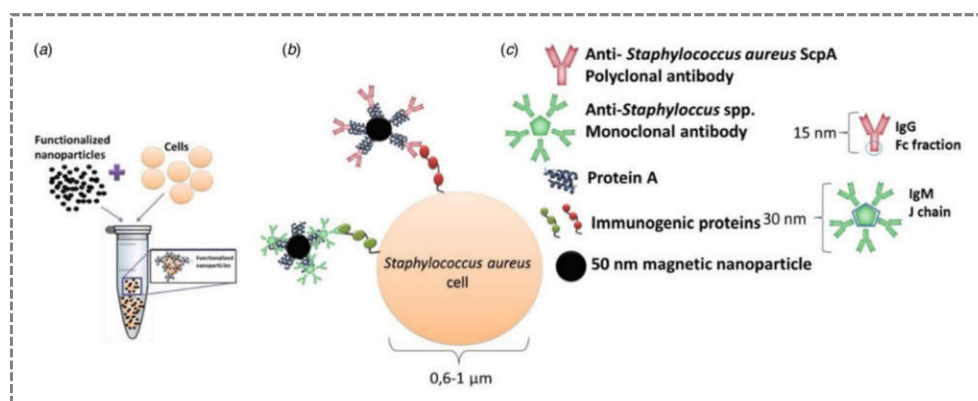 (a)
Functionalized
nanoparticles
Cells
Functionalized
nanoparticles
(b)
Staphylococcus aureus
cell
0,6-1 μm
(c)
Anti- Staphylococcus aureus ScpA
Polyclonal antibody
Anti-Staphyloccus spp.
Monoclonal antibody
Protein A
Immunogenic proteins
50 nm magnetic nanoparticle
15 nm
IgG
Fc fraction
30 nm
IgM
J chain